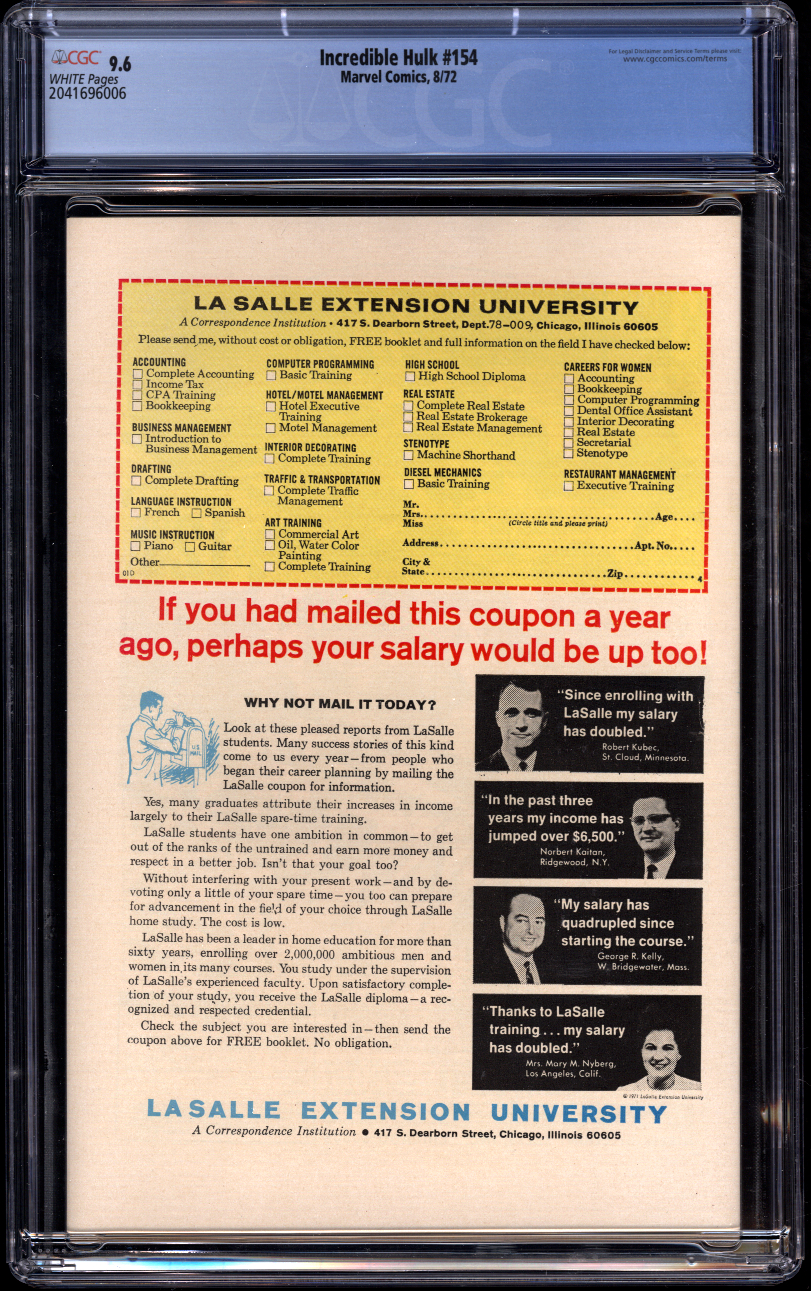 CGC 9.6
WHITE Pages
2041696006
Incredible Hulk #154
Marvel Comics, 8/72
For Legal Disclaimer and Service Terms please visit:
www.cgccomics.com/terms
CGC
LA SALLE EXTENSION UNIVERSITY
A Correspondence Institution • 417 S. Dearborn Street, Dept.78-009, Chicago, Illinois 60605
Please send me, without cost or obligation, FREE booklet and full information on the field I have checked below:
ACCOUNTING
Complete Accounting
Income Tax
CPA Training
Bookkeeping
BUSINESS MANAGEMENT
Introduction to
Business Management
DRAFTING
Complete Drafting
LANGUAGE INSTRUCTION
French Spanish
MUSIC INSTRUCTION
Piano Guitar
Other
010
COMPUTER PROGRAMMING
Basic Training
HOTEL/MOTEL MANAGEMENT
Hotel Executive
Training
Motel Management
INTERIOR DECORATING
Complete Training
TRAFFIC & TRANSPORTATION
Complete Traffic
Management
ART TRAINING
Commercial Art
Oil, Water Color
Painting
Complete Training
HIGH SCHOOL
High School Diploma
REAL ESTATE
Complete Real Estate
Real Estate Brokerage
Real Estate Management
STENOTYPE
Machine Shorthand
DIESEL MECHANICS
Basic Training
CAREERS FOR WOMEN
Accounting
Bookkeeping
Computer Programming
Dental Office Assistant
Interior Decorating
Real Estate
Secretarial
Stenotype
RESTAURANT MANAGEMENT
Executive Training
Mr.
Mrs. Age
Miss (Circle title and please print)
Address Apt. No.
City &
State Zip 4
If you had mailed this coupon a year
ago, perhaps your salary would be up too!
WHY NOT MAIL IT TODAY?
U.S.
MAIL
Look at these pleased reports from LaSalle
students. Many success stories of this kind
come to us every year—from people who
began their career planning by mailing the
LaSalle coupon for information.
Yes, many graduates attribute their increases in income
largely to their LaSalle spare-time training.
LaSalle students have one ambition in common—to get
out of the ranks of the untrained and earn more money and
respect in a better job. Isn't that your goal too?
Without interfering with your present work—and by de-
voting only a little of your spare time—you too can prepare
for advancement in the field of your choice through LaSalle
home study. The cost is low.
LaSalle has been a leader in home education for more than
sixty years, enrolling over 2,000,000 ambitious men and
women in its many courses. You study under the supervision
of LaSalle's experienced faculty. Upon satisfactory comple-
tion of your study, you receive the LaSalle diploma—a rec-
ognized and respected credential.
Check the subject you are interested in—then send the
coupon above for FREE booklet. No obligation.
"Since enrolling with
LaSalle my salary
has doubled."
Robert Kubec,
St. Cloud, Minnesota.
"In the past three
years my income has
jumped over $6,500."
Norbert Kaitan,
Ridgewood, N.Y.
"My salary has
quadrupled since
starting the course."
George R. Kelly,
W. Bridgewater, Mass.
"Thanks to LaSalle
training . . . my salary
has doubled."
Mrs. Mary M. Nyberg,
Los Angeles, Calif.
© 1971 LaSalle Extension University
LA SALLE EXTENSION UNIVERSITY
A Correspondence Institution • 417 S. Dearborn Street, Chicago, Illinois 60605